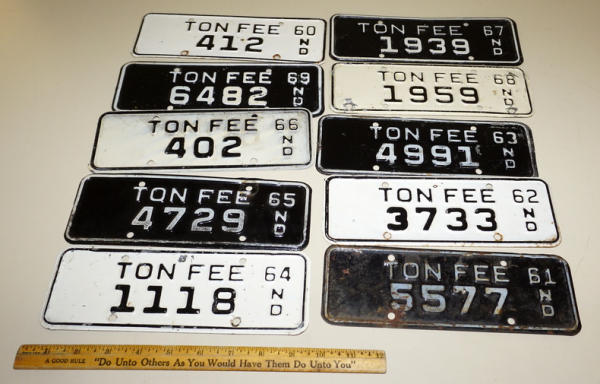 TON FEE 60
412 ND
TON FEE 67
1939 ND
TON FEE 69
6482 ND
TON FEE 68
1959 ND
TON FEE 66
402 ND
TON FEE 63
4991 ND
TON FEE 65
4729 ND
TON FEE 62
3733 ND
TON FEE 64
1118 ND
TON FEE 61
5577 ND
A GOOD RULE "Do Unto Others As You Would Have Them Do Unto You"